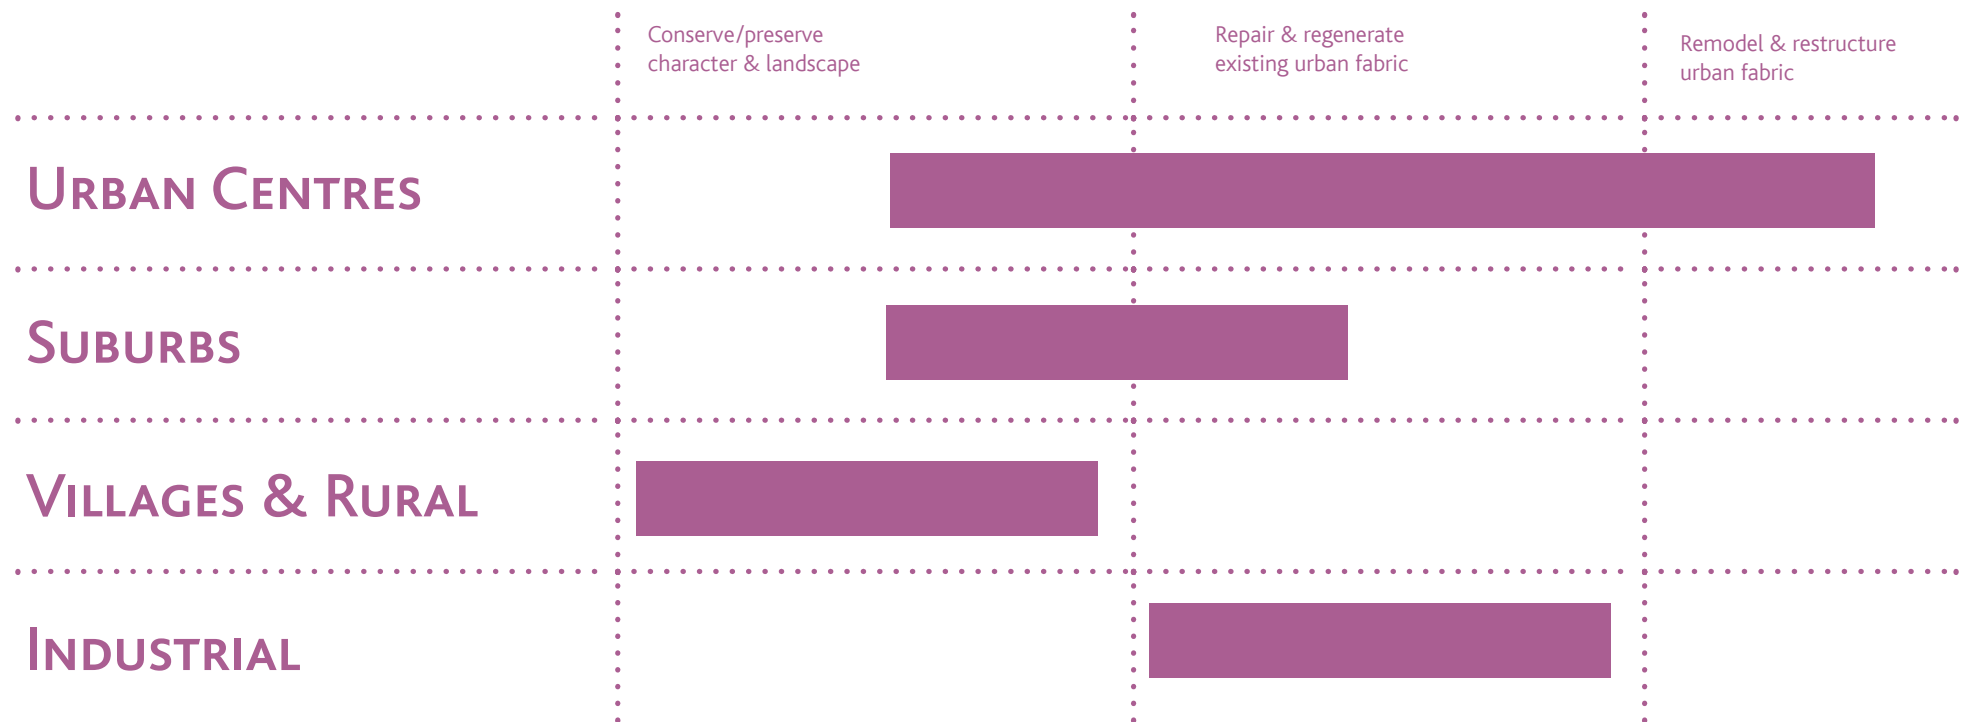 Conserve/preserve
character & landscape
Repair & regenerate
existing urban fabric
Remodel & restructure
urban fabric
Urban Centres
Suburbs
Villages & Rural
Industrial